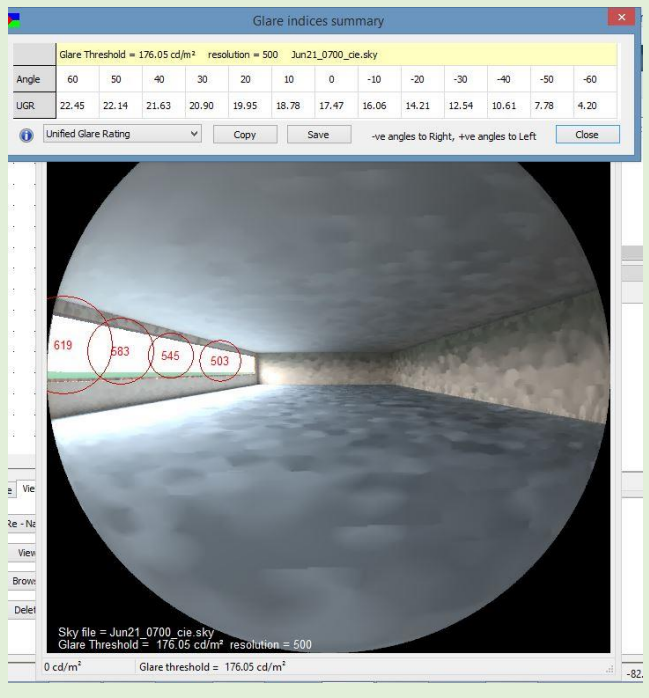 Glare indices summary
Glare Threshold = 176.05 cd/m² resolution = 500 Jun21_0700_cie.sky
Angle 60 50 40 30 20 10 0 -10 -20 -30 -40 -50 -60
UGR 22.45 22.14 21.63 20.90 19.95 18.78 17.47 16.06 14.21 12.54 10.61 7.78 4.20
Unified Glare Rating Copy Save -ve angles to Right, +ve angles to Left Close
619 583 545 503
e Vie
Re - Na
View
Brows
Delet
Sky file = Jun21_0700_cie.sky
Glare Threshold = 176.05 cd/m² resolution = 500
0 cd/m² Glare threshold = 176.05 cd/m²
-82.